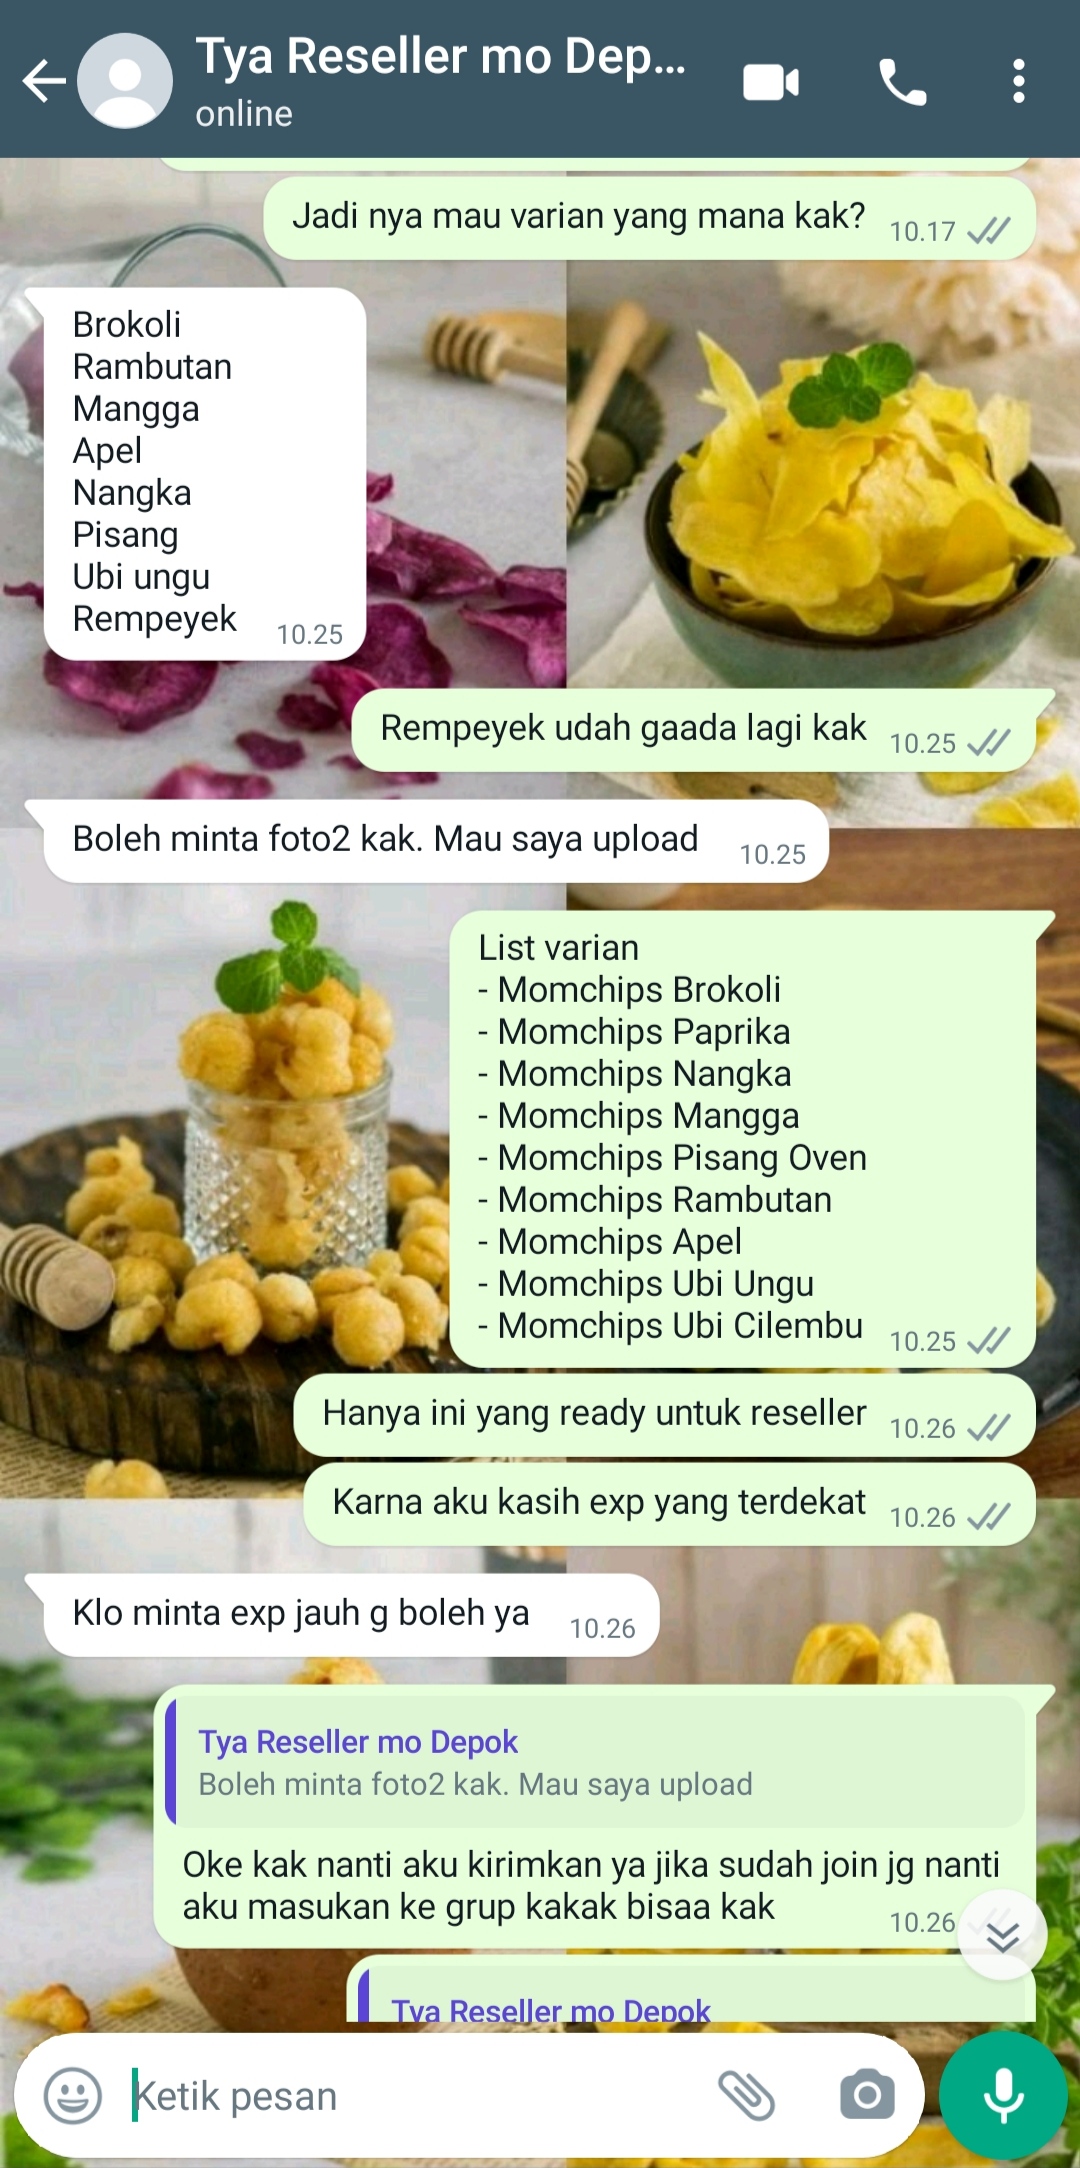 Tya Reseller mo Dep...
online
Jadi nya mau varian yang mana kak?
10.17
Brokoli
Rambutan
Mangga
Apel
Nangka
Pisang
Ubi ungu
Rempeyek
10.25
Rempeyek udah gaada lagi kak
10.25
Boleh minta foto2 kak. Mau saya upload
10.25
List varian
- Momchips Brokoli
- Momchips Paprika
- Momchips Nangka
- Momchips Mangga
- Momchips Pisang Oven
- Momchips Rambutan
- Momchips Apel
- Momchips Ubi Ungu
- Momchips Ubi Cilembu
10.25
Hanya ini yang ready untuk reseller
10.26
Karna aku kasih exp yang terdekat
10.26
Klo minta exp jauh g boleh ya
10.26
Tya Reseller mo Depok
Boleh minta foto2 kak. Mau saya upload
Oke kak nanti aku kirimkan ya jika sudah join jg nanti
aku masukan ke grup kakak bisaa kak
10.26
Tya Reseller mo Depok
Ketik pesan